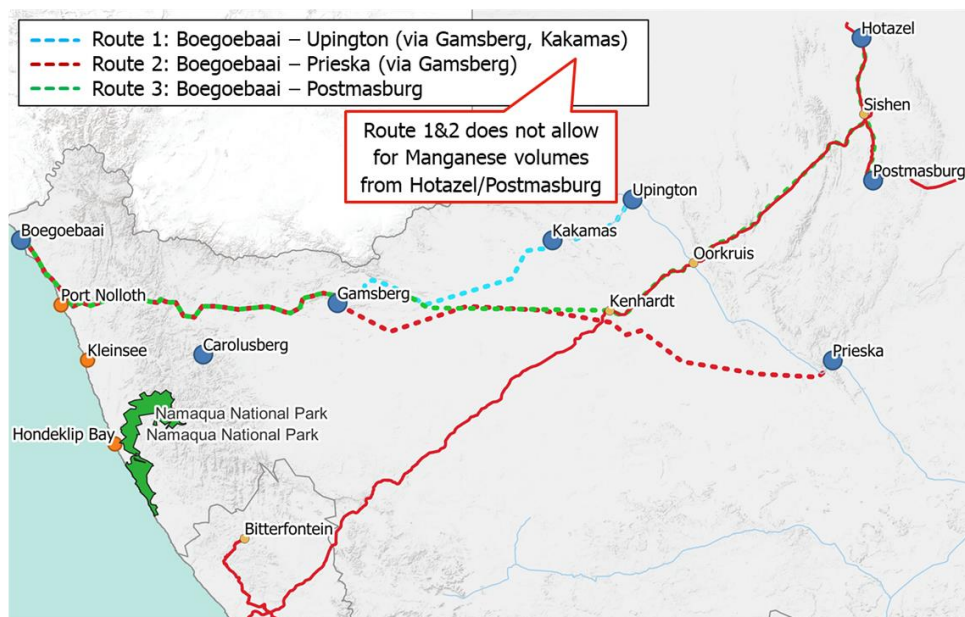 Route 1: Boegoebaai – Upington (via Gamsberg, Kakamas)
Route 2: Boegoebaai – Prieska (via Gamsberg)
Route 3: Boegoebaai – Postmasburg
Route 1&2 does not allow
for Manganese volumes
from Hotazel/Postmasburg
Hotazel
Sishen
Postmasburg
Upington
Kakamas
Boegoebaai
Oorkruis
Port Nolloth
Gamsberg
Kenhardt
Kleinsee
Carolusberg
Prieska
Namaqua National Park
Namaqua National Park
Hondeklip Bay
Bitterfontein